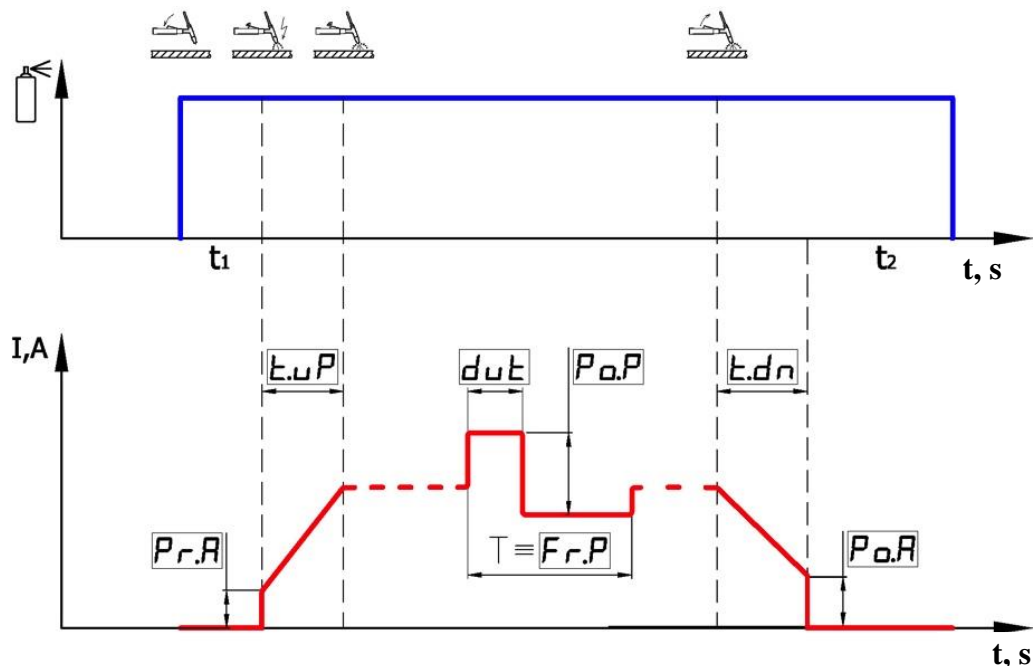 t1
t2
t, s
I,A
t.uP
dut
Po.P
t.dn
Pr.A
T ≡ Fr.P
Po.A
t, s